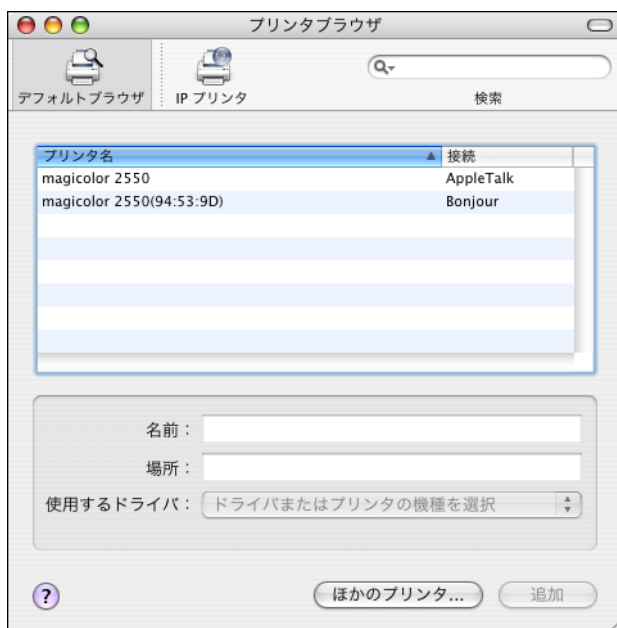 プリンタブラウザ
デフォルトブラウザ
IP プリンタ
検索
プリンタ名 接続
magicolor 2550 AppleTalk
magicolor 2550(94:53:9D) Bonjour
名前：
場所：
使用するドライバ： ドライバまたはプリンタの機種を選択
? ほかのプリンタ... 追加